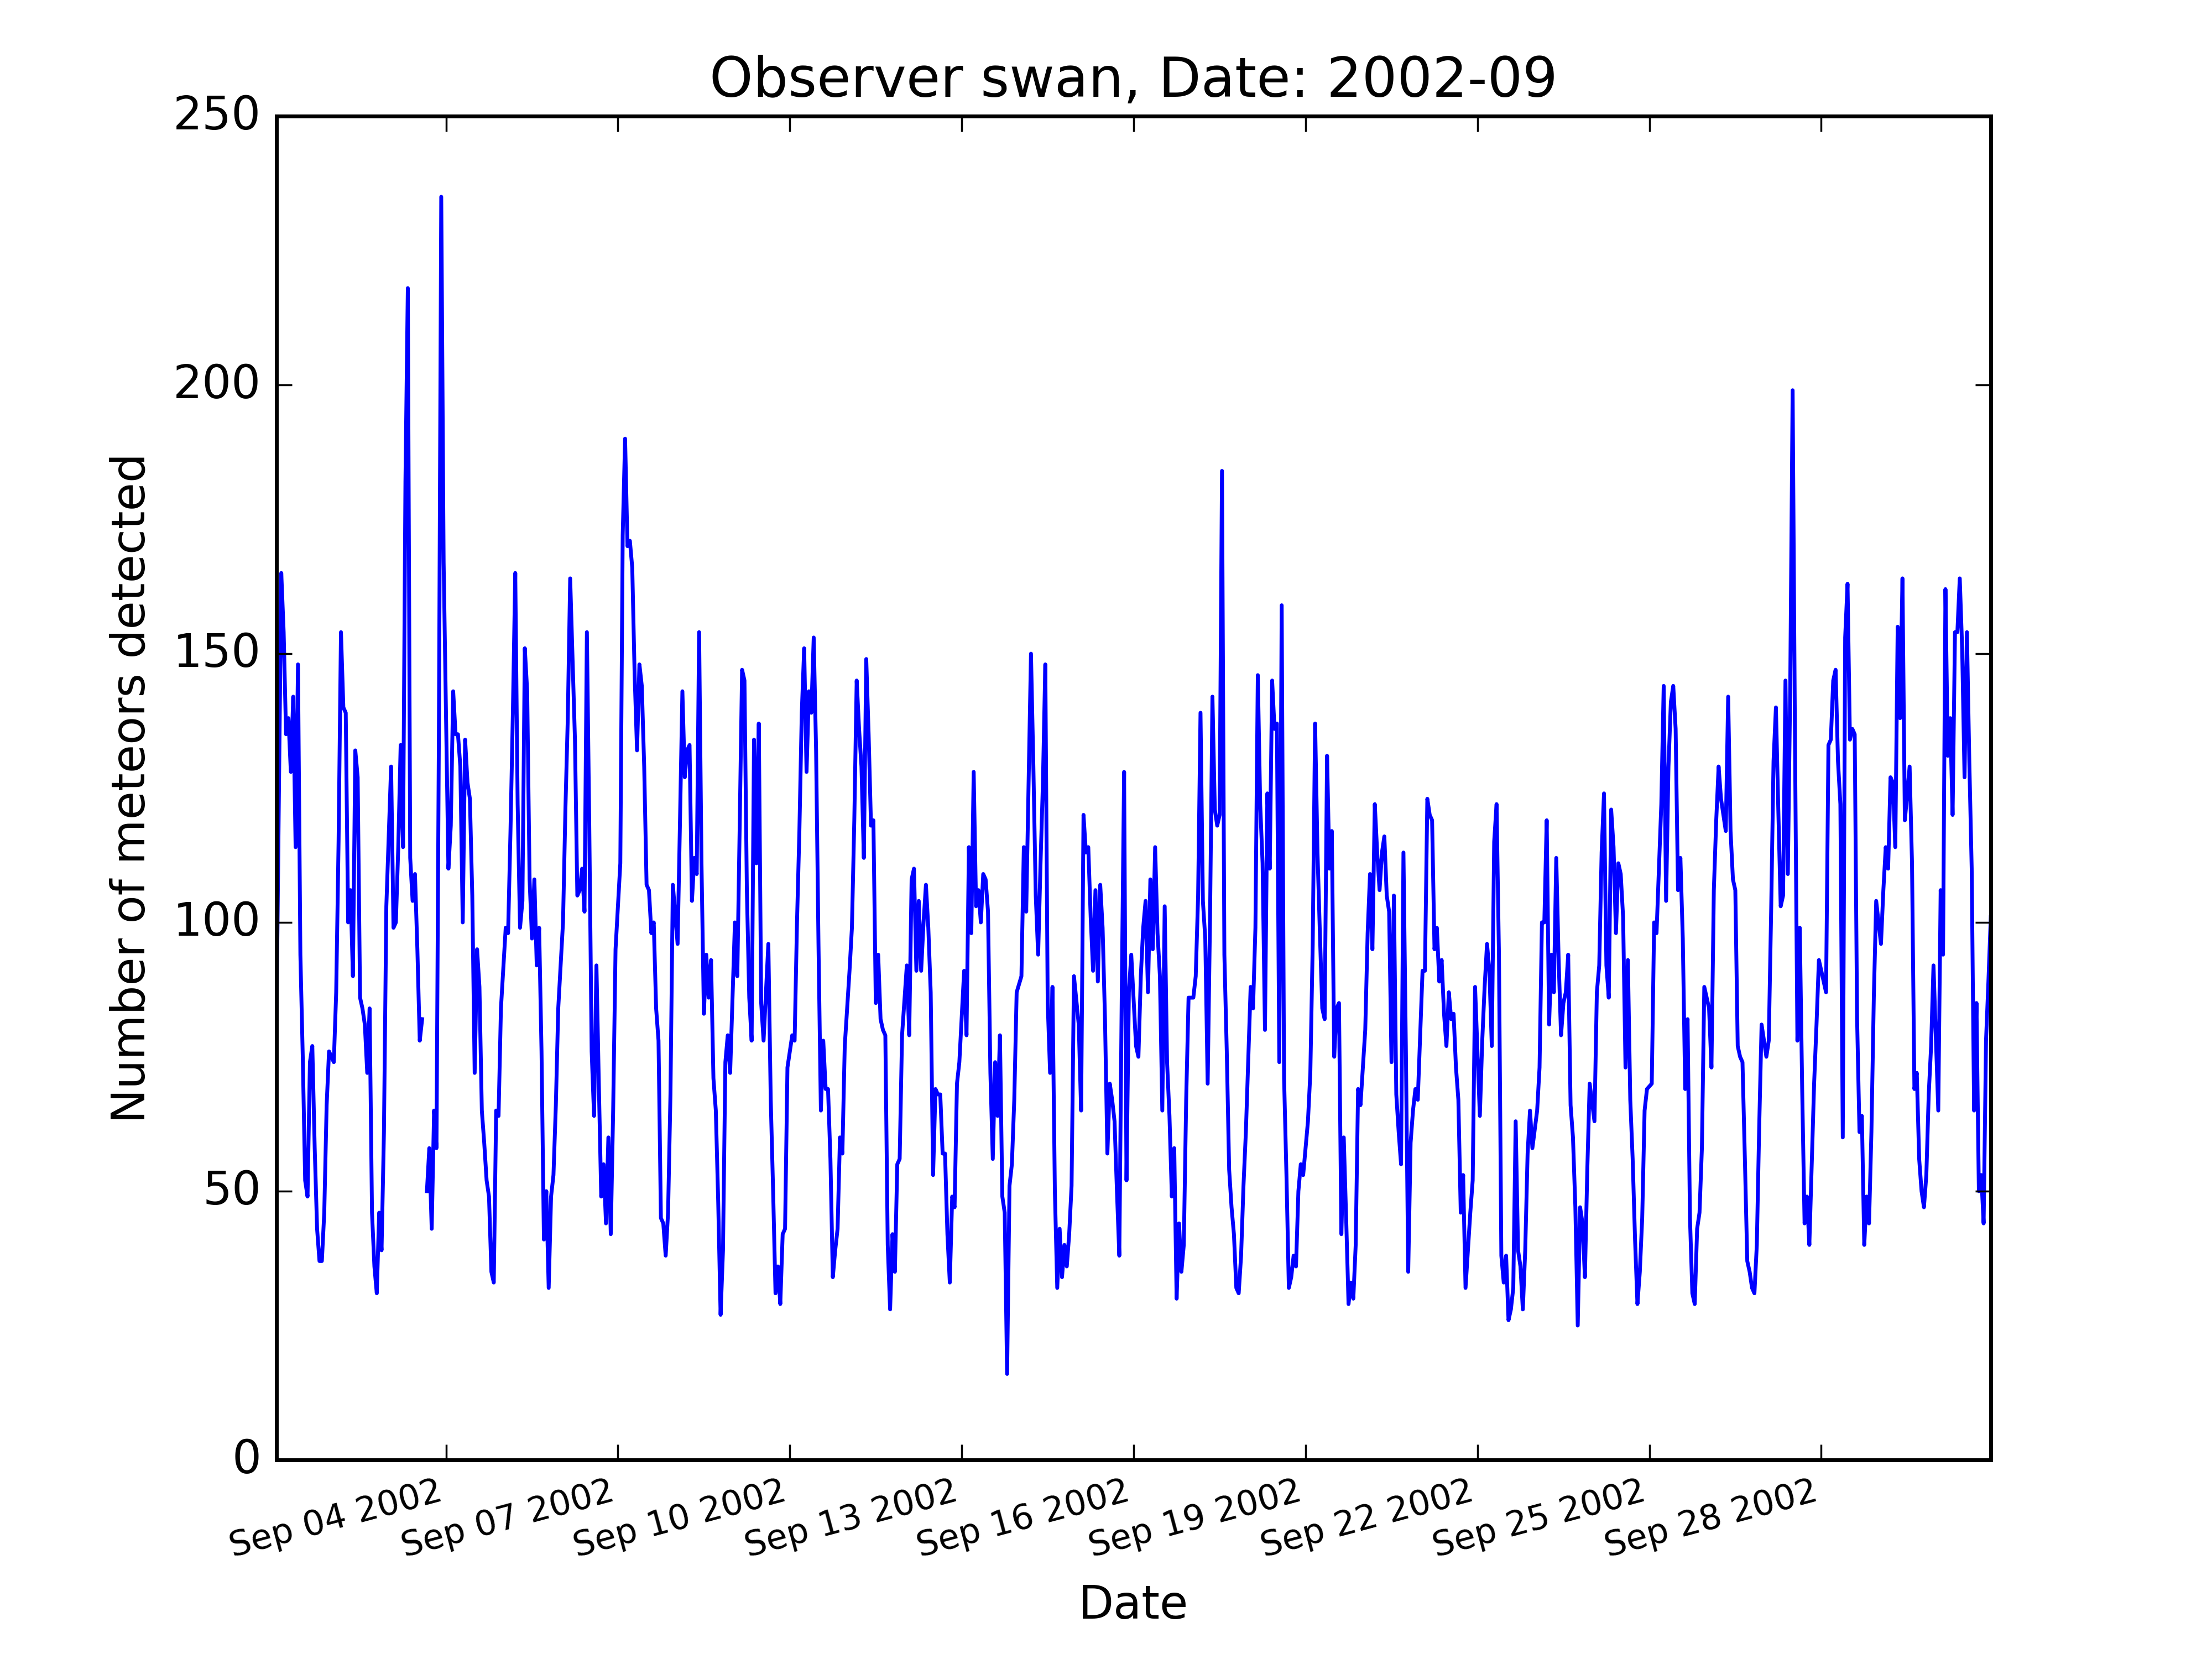 Observer swan, Date: 2002-09
Number of meteors detected
250
200
150
100
50
0
Sep 04 2002
Sep 07 2002
Sep 10 2002
Sep 13 2002
Sep 16 2002
Sep 19 2002
Sep 22 2002
Sep 25 2002
Sep 28 2002
Date